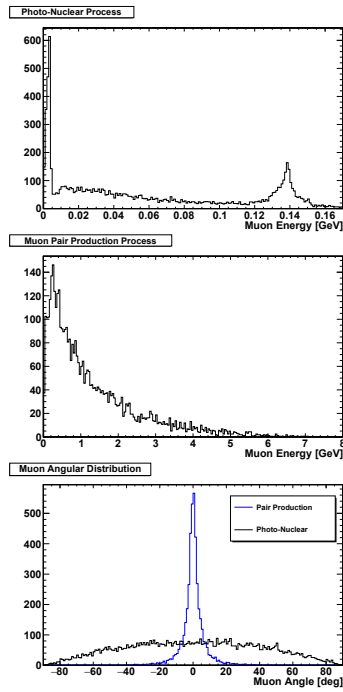 Photo-Nuclear Process
600
500
400
300
200
100
0
0.02 0.04 0.06 0.08 0.1 0.12 0.14 0.16
Muon Energy [GeV]
Muon Pair Production Process
140
120
100
80
60
40
20
0
0 1 2 3 4 5 6 7 8
Muon Energy [GeV]
Muon Angular Distribution
500
400
300
200
100
0
Pair Production
Photo-Nuclear
−80 −60 −40 −20 0 20 40 60 80
Muon Angle [deg]